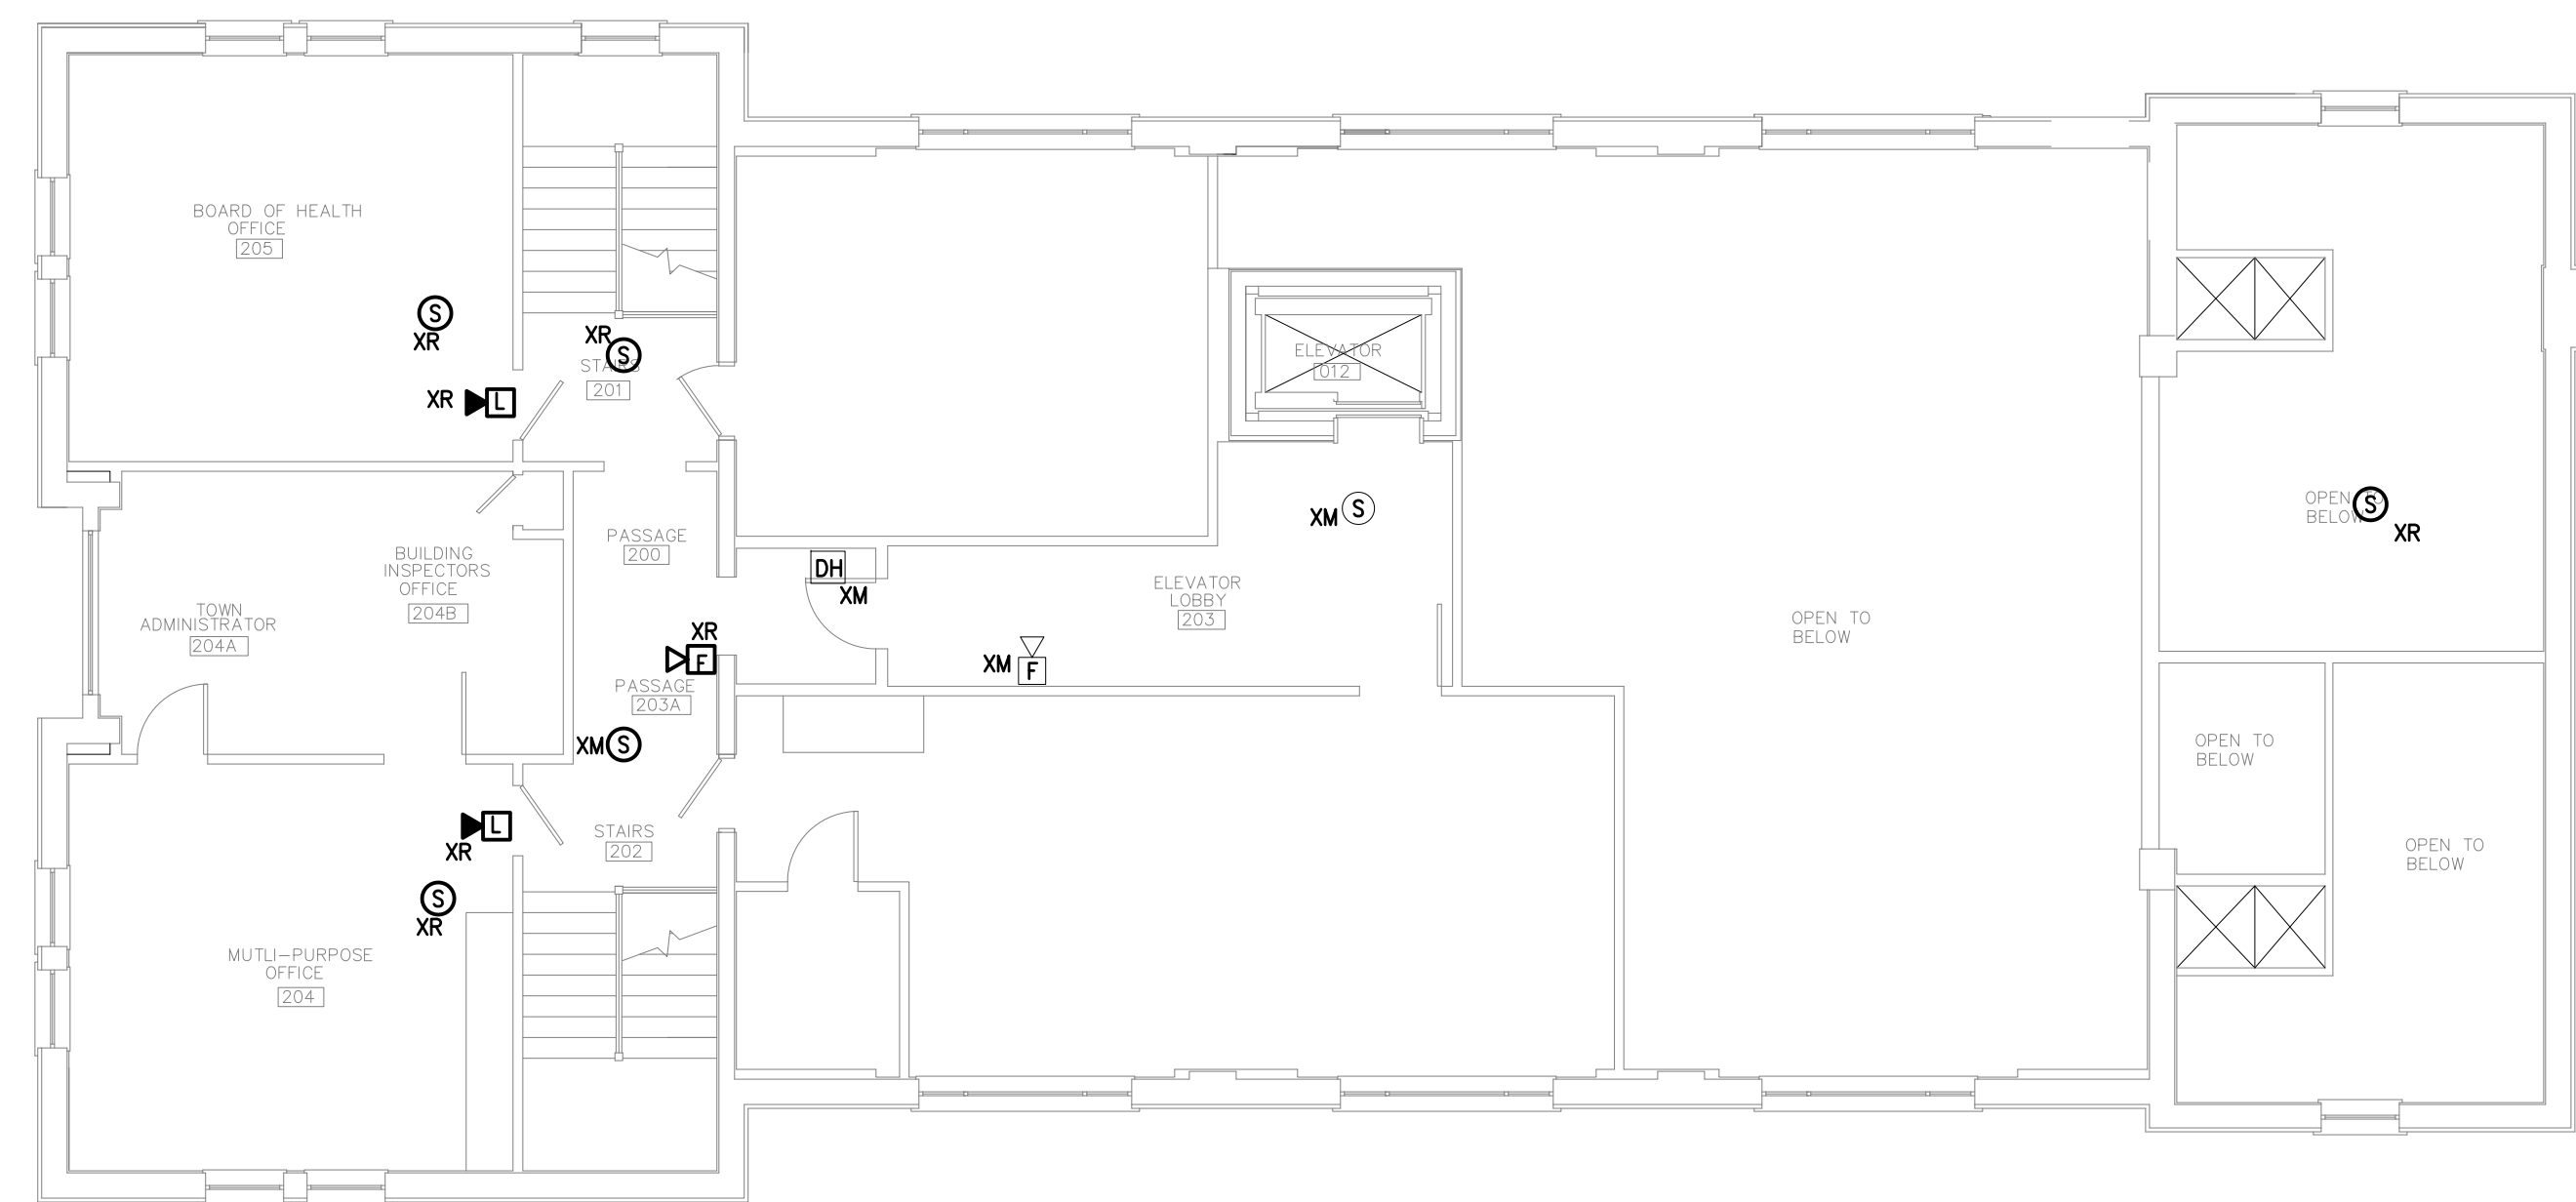 BOARD OF HEALTH
OFFICE
205
S
XR
XR
S
STAIRS
201
XR
L
ELEVATOR
012
PASSAGE
200
BUILDING
INSPECTORS
OFFICE
204B
TOWN
ADMINISTRATOR
204A
DH
XM
XM
S
ELEVATOR
LOBBY
203
XR
F
XM
F
PASSAGE
203A
XM
S
OPEN TO
BELOW
OPEN TO
BELOW
S
XR
OPEN TO
BELOW
OPEN TO
BELOW
L
XR
STAIRS
202
S
XR
MUTLI-PURPOSE
OFFICE
204